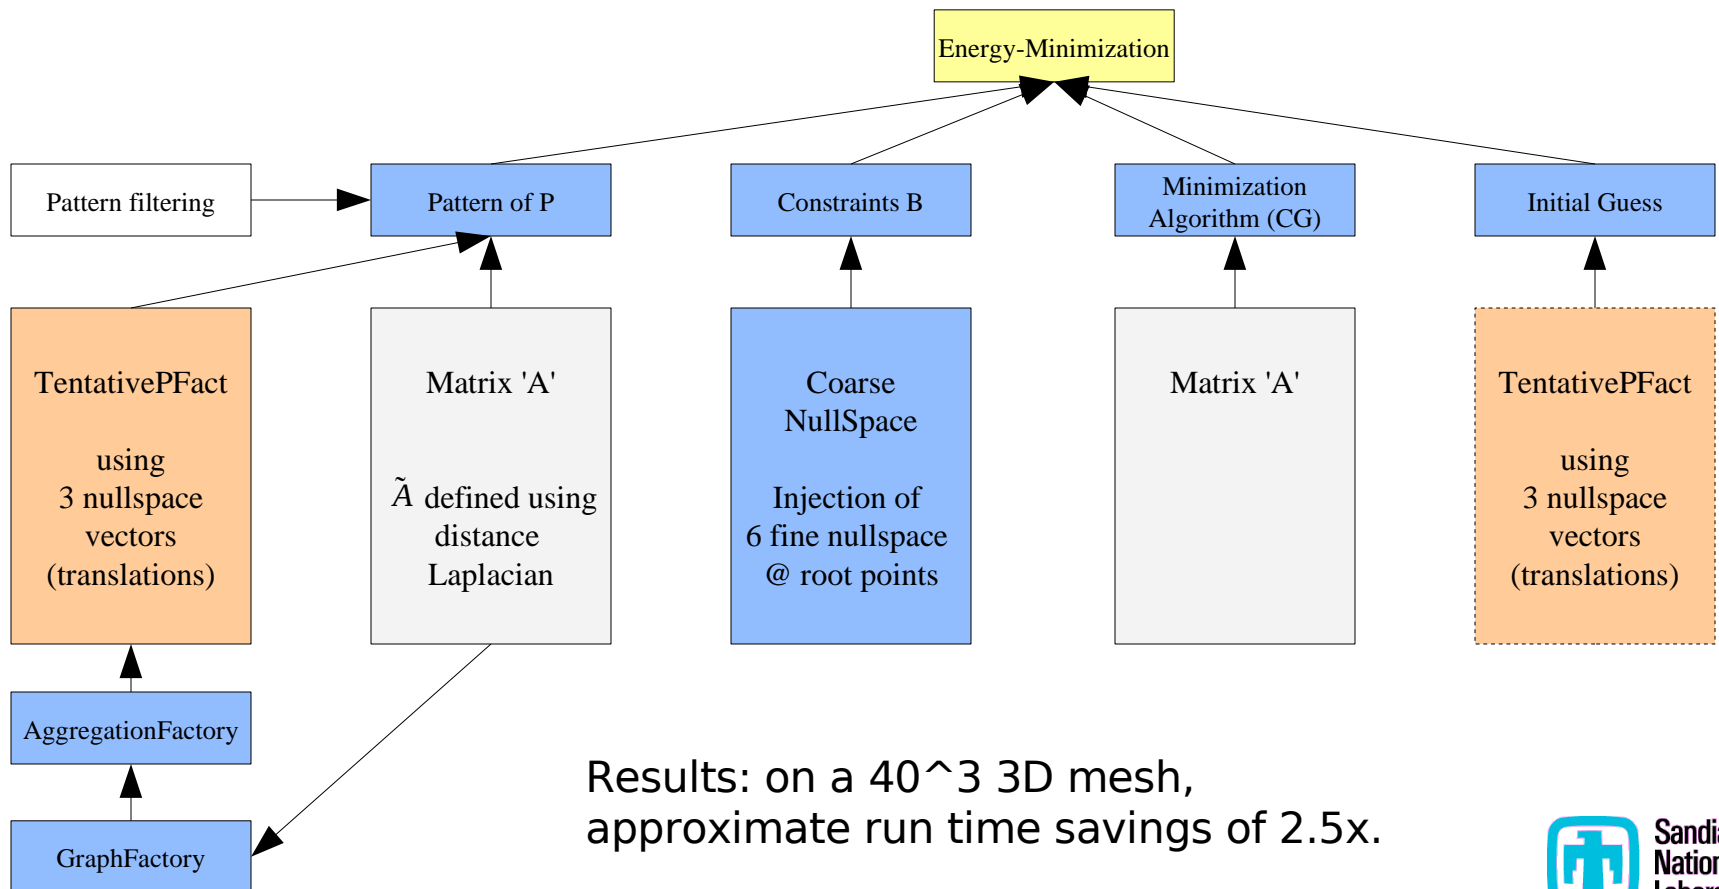 Energy-Minimization
Pattern filtering
Pattern of P
Constraints B
Minimization
Algorithm (CG)
Initial Guess
TentativePFact
using
3 nullspace
vectors
(translations)
Matrix 'A'
Ã defined using
distance
Laplacian
Coarse
NullSpace
Injection of
6 fine nullspace
@ root points
Matrix 'A'
TentativePFact
using
3 nullspace
vectors
(translations)
AggregationFactory
GraphFactory
Results: on a 40^3 3D mesh,
approximate run time savings of 2.5x.
Sandia
Nation